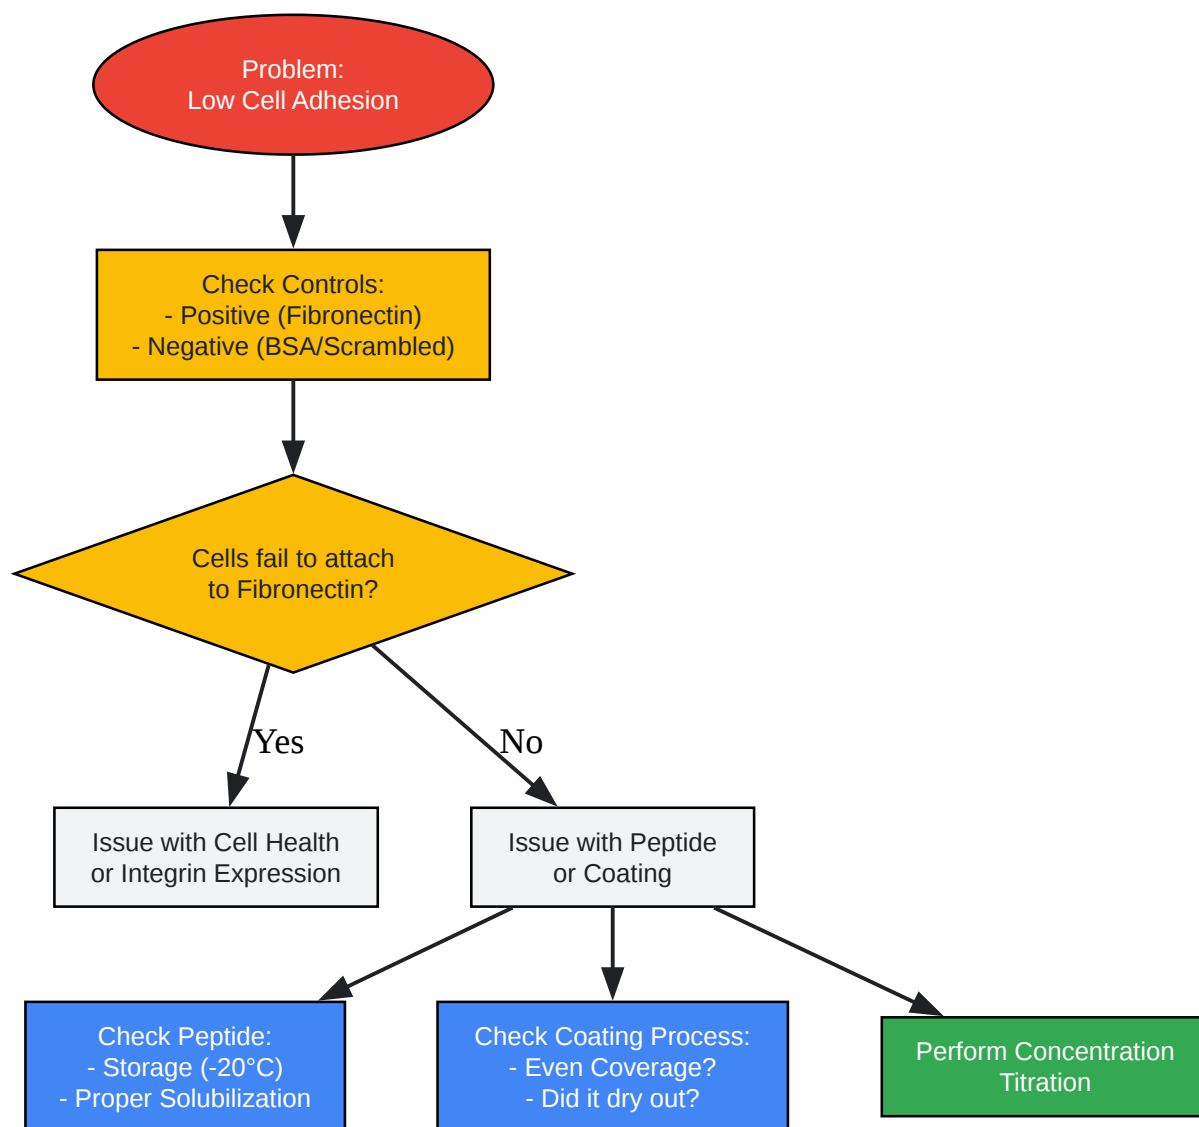 Problem:
Low Cell Adhesion
Check Controls:
- Positive (Fibronectin)
- Negative (BSA/Scrambled)
Cells fail to attach
to Fibronectin?
Yes
No
Issue with Cell Health
or Integrin Expression
Issue with Peptide
or Coating
Check Peptide:
- Storage (-20°C)
- Proper Solubilization
Check Coating Process:
- Even Coverage?
- Did it dry out?
Perform Concentration
Titration